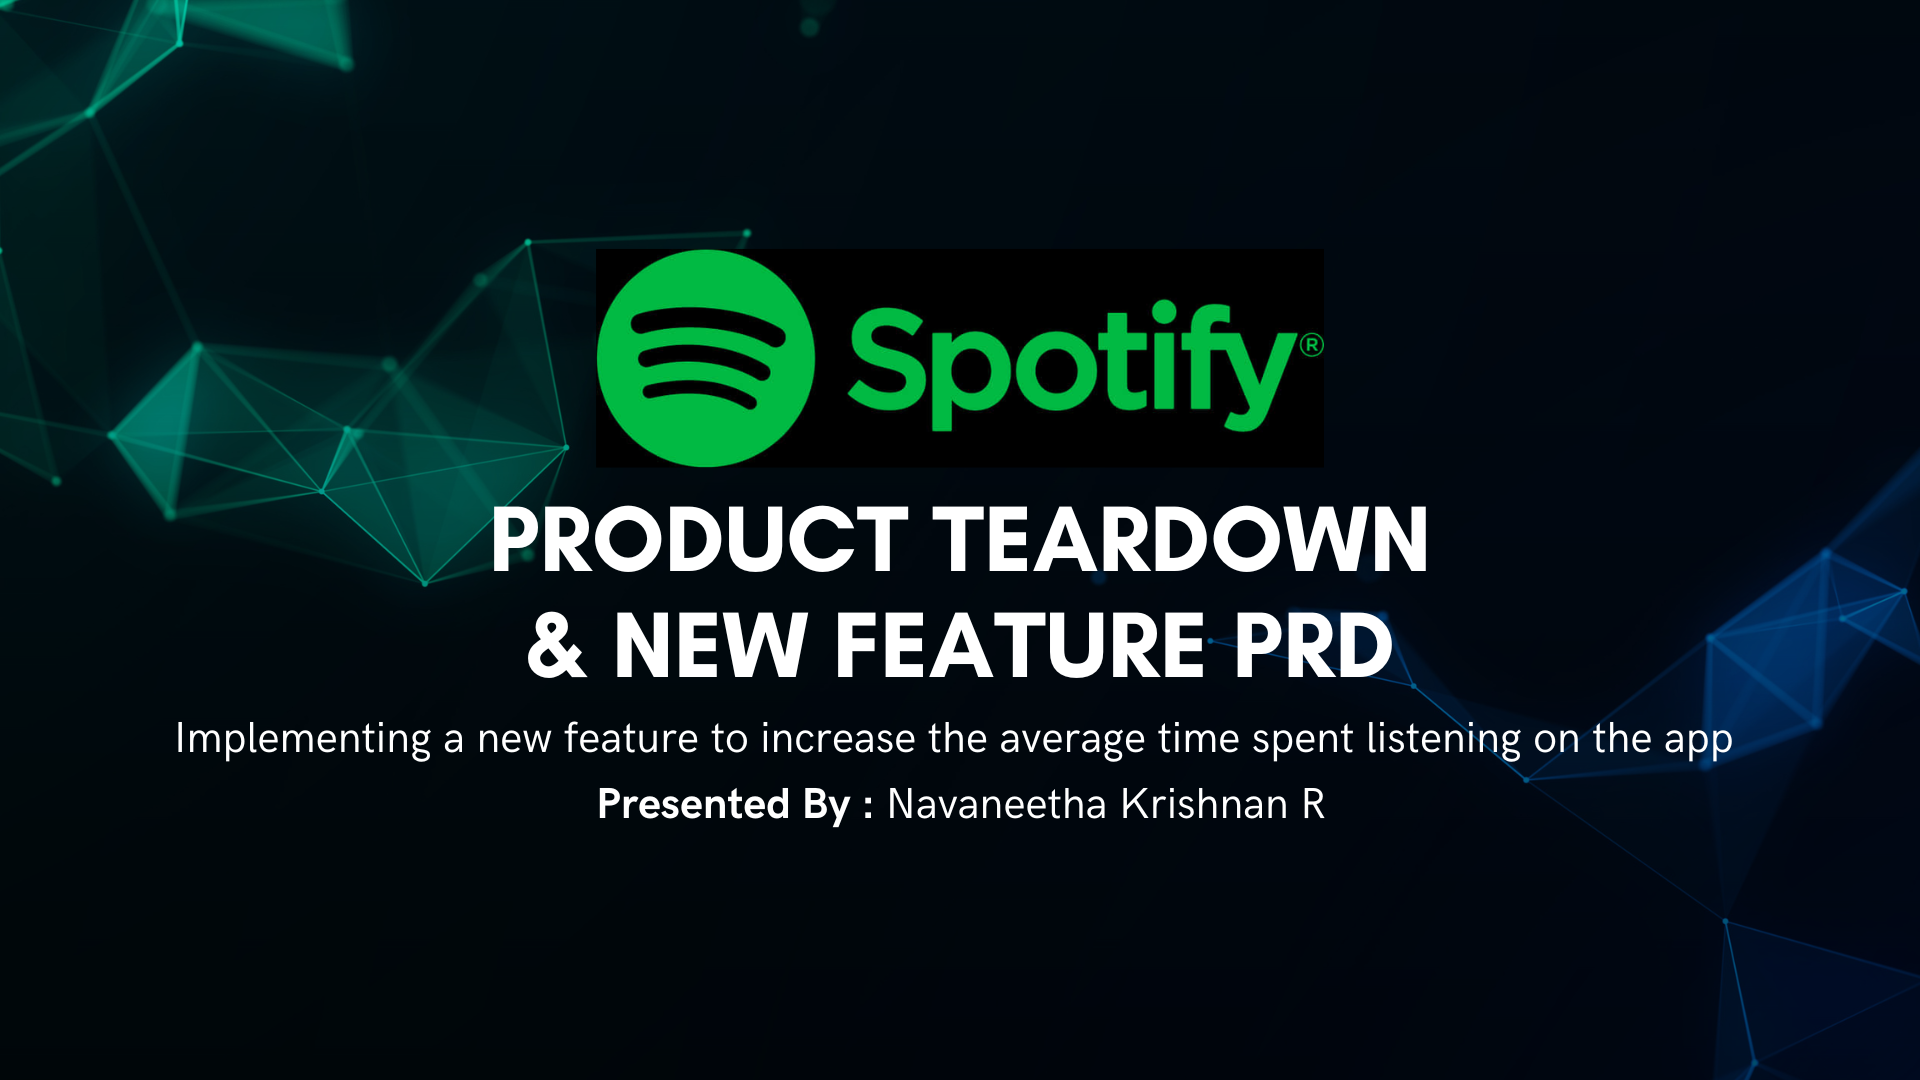 Spotify®
PRODUCT TEARDOWN
& NEW FEATURE PRD
Implementing a new feature to increase the average time spent listening on the app
Presented By : Navaneetha Krishnan R